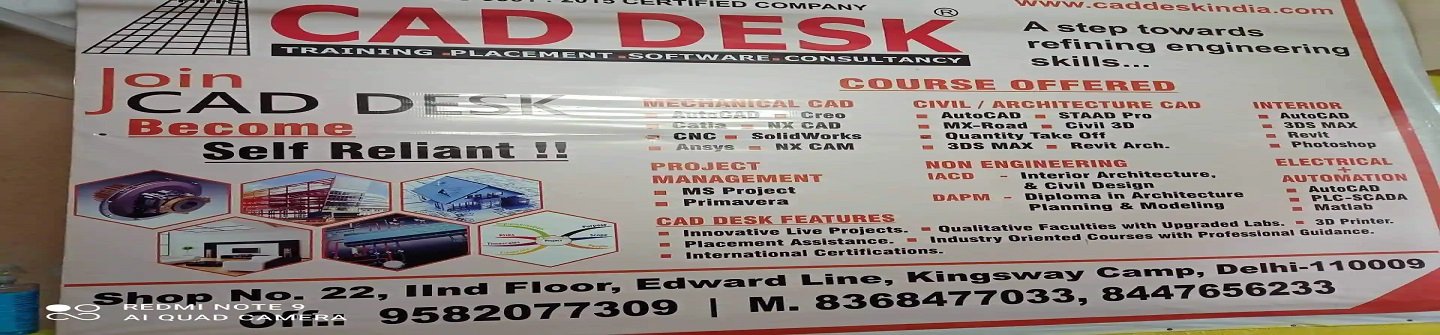 9001 : 2015 CERTIFIED COMPANY
www.caddeskindia.com
CAD DESK®
TRAINING ▪ PLACEMENT ▪ SOFTWARE ▪ CONSULTANCY
A step towards
refining engineering
skills...
Join
CAD DESK
Become
Self Reliant !!
COURSE OFFERED
MECHANICAL CAD
▪ AutoCAD ▪ Creo
▪ Catia ▪ NX CAD
▪ CNC ▪ SolidWorks
▪ Ansys ▪ NX CAM
CIVIL / ARCHITECTURE CAD
▪ AutoCAD ▪ STAAD Pro
▪ MX-Road ▪ Civil 3D
▪ Quantity Take Off
▪ 3DS MAX ▪ Revit Arch.
INTERIOR
▪ AutoCAD
▪ 3DS MAX
▪ Revit
▪ Photoshop
PROJECT
MANAGEMENT
▪ MS Project
▪ Primavera
NON ENGINEERING
IACD - Interior Architecture,
& Civil Design
DAPM - Diploma in Architecture
Planning & Modeling
ELECTRICAL
+
AUTOMATION
▪ AutoCAD
▪ PLC-SCADA
▪ Matlab
CAD DESK FEATURES
▪ Innovative Live Projects. ▪ Qualitative Faculties with Upgraded Labs. ▪ 3D Printer.
▪ Placement Assistance. ▪ Industry Oriented Courses with Professional Guidance.
▪ International Certifications.
Shop No. 22, IInd Floor, Edward Line, Kingsway Camp, Delhi-110009
9582077309 | M. 8368477033, 8447656233
REDMI NOTE 9
AI QUAD CAMERA